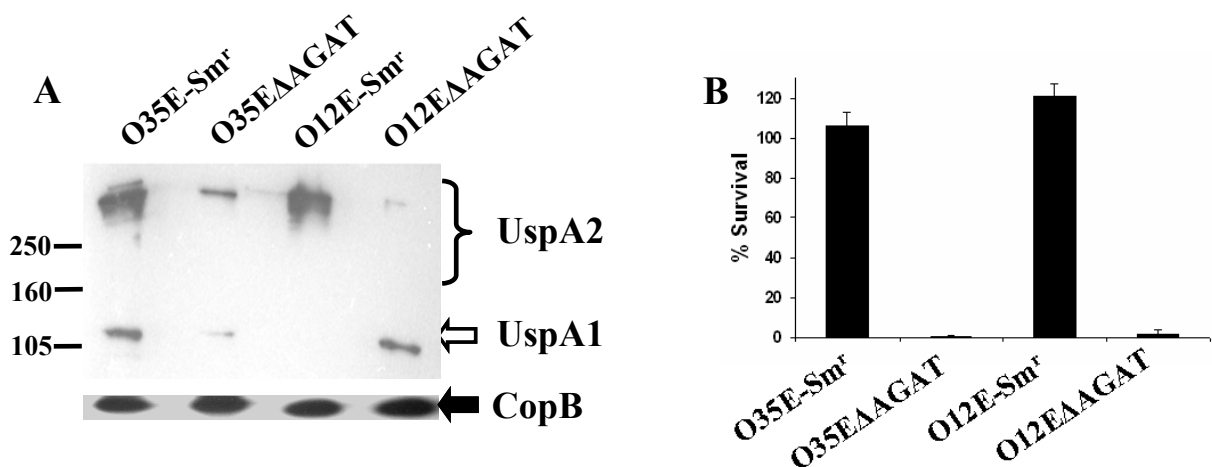 A
O35E-Smʳ
O35EΔAGAT
O12E-Smʳ
O12EΔAGAT
250
160
105
UspA2
UspA1
CopB
B
% Survival
120
100
80
60
40
20
0
O35E-Smʳ
O35EΔAGAT
O12E-Smʳ
O12EΔAGAT